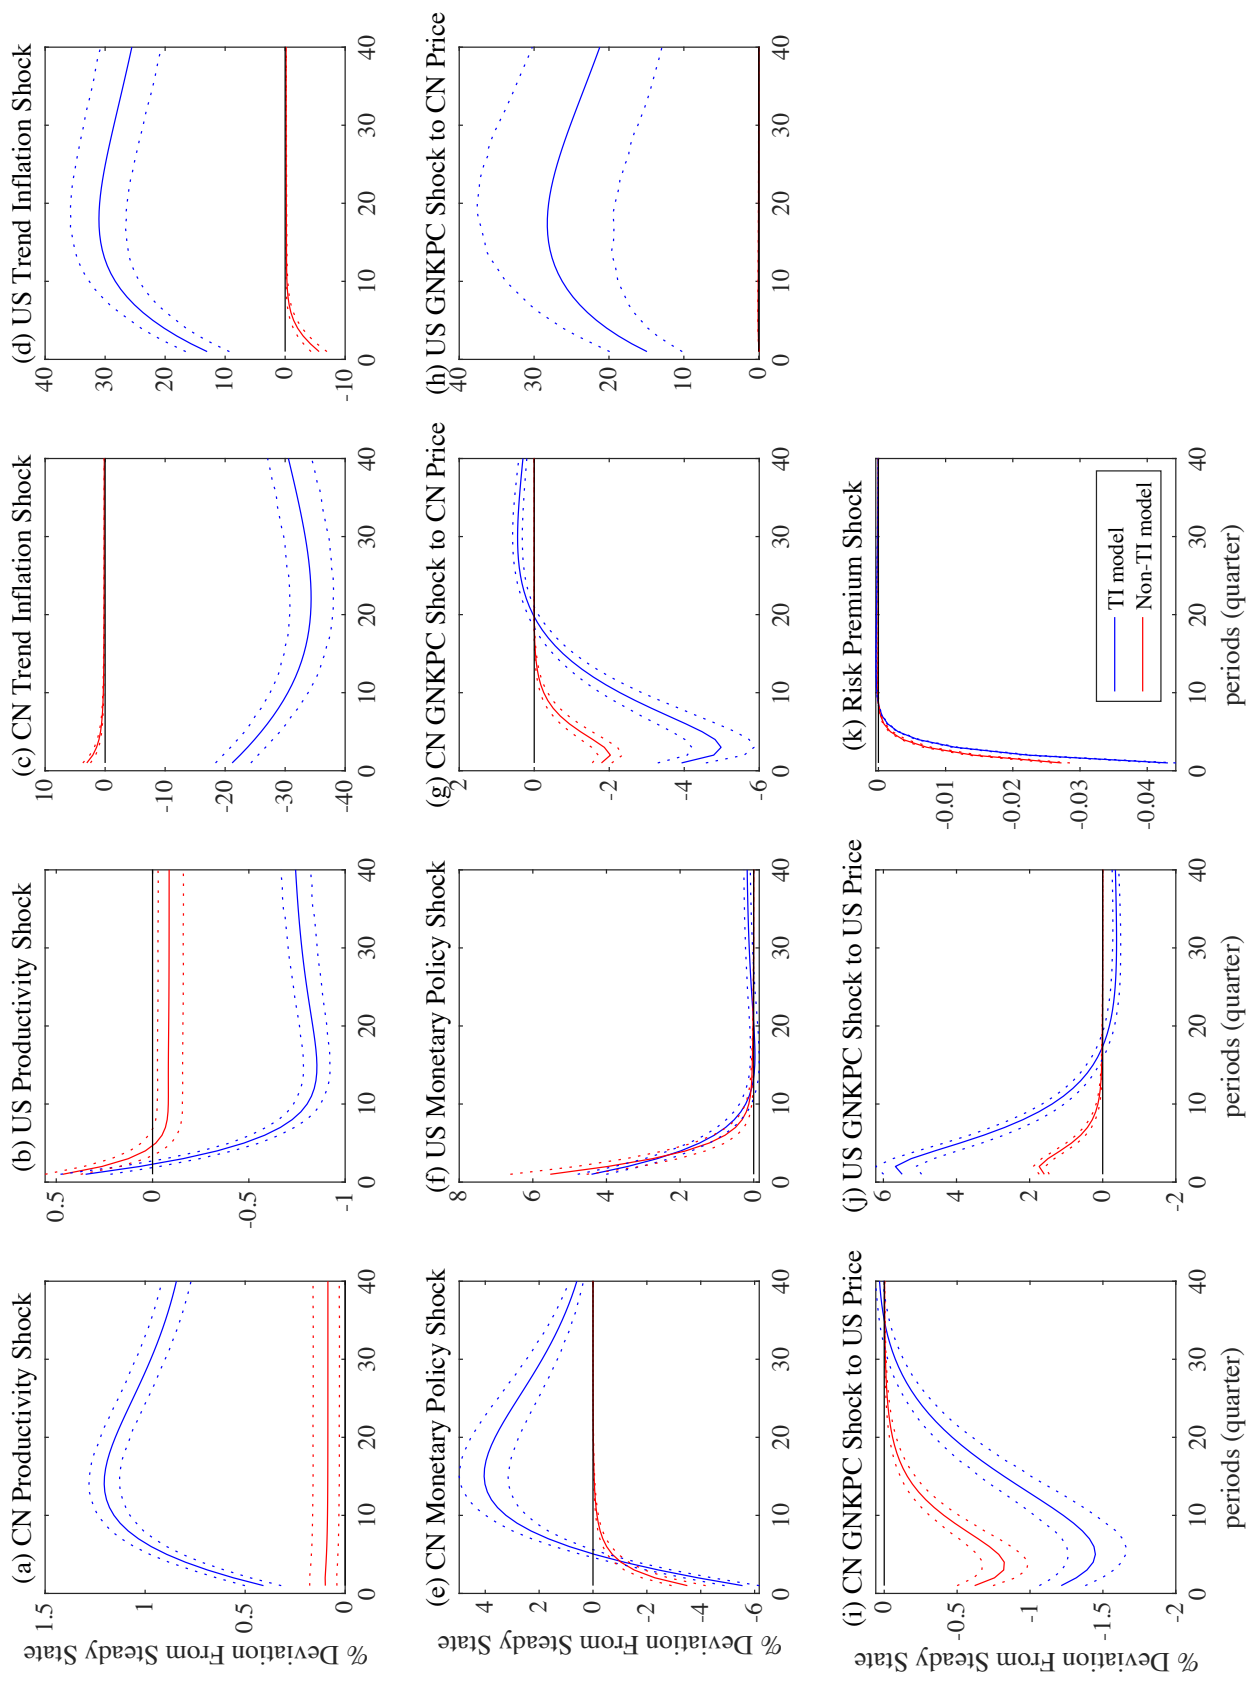 (a) CN Productivity Shock
% Deviation From Steady State
1.5
1
0.5
0
0 10 20 30 40
(b) US Productivity Shock
0.5
0
-0.5
-1
0 10 20 30 40
(c) CN Trend Inflation Shock
10
0
-10
-20
-30
-40
0 10 20 30 40
(d) US Trend Inflation Shock
40
30
20
10
0
-10
0 10 20 30 40
(e) CN Monetary Policy Shock
% Deviation From Steady State
4
2
0
-2
-4
-6
0 10 20 30 40
(f) US Monetary Policy Shock
8
6
4
2
0
0 10 20 30 40
(g) CN GNKPC Shock to CN Price
2
0
-2
-4
-6
0 10 20 30 40
(h) US GNKPC Shock to CN Price
40
30
20
10
0
0 10 20 30 40
(i) CN GNKPC Shock to US Price
% Deviation From Steady State
0
-0.5
-1
-1.5
-2
0 10 20 30 40
periods (quarter)
(j) US GNKPC Shock to US Price
6
4
2
0
-2
0 10 20 30 40
periods (quarter)
(k) Risk Premium Shock
0
-0.01
-0.02
-0.03
-0.04
0 10 20 30 40
periods (quarter)
TI model
Non-TI model